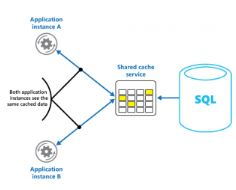 Application
instance A
Shared cache
service
Both application
instances see the
same cached data
SQL
Application
instance B